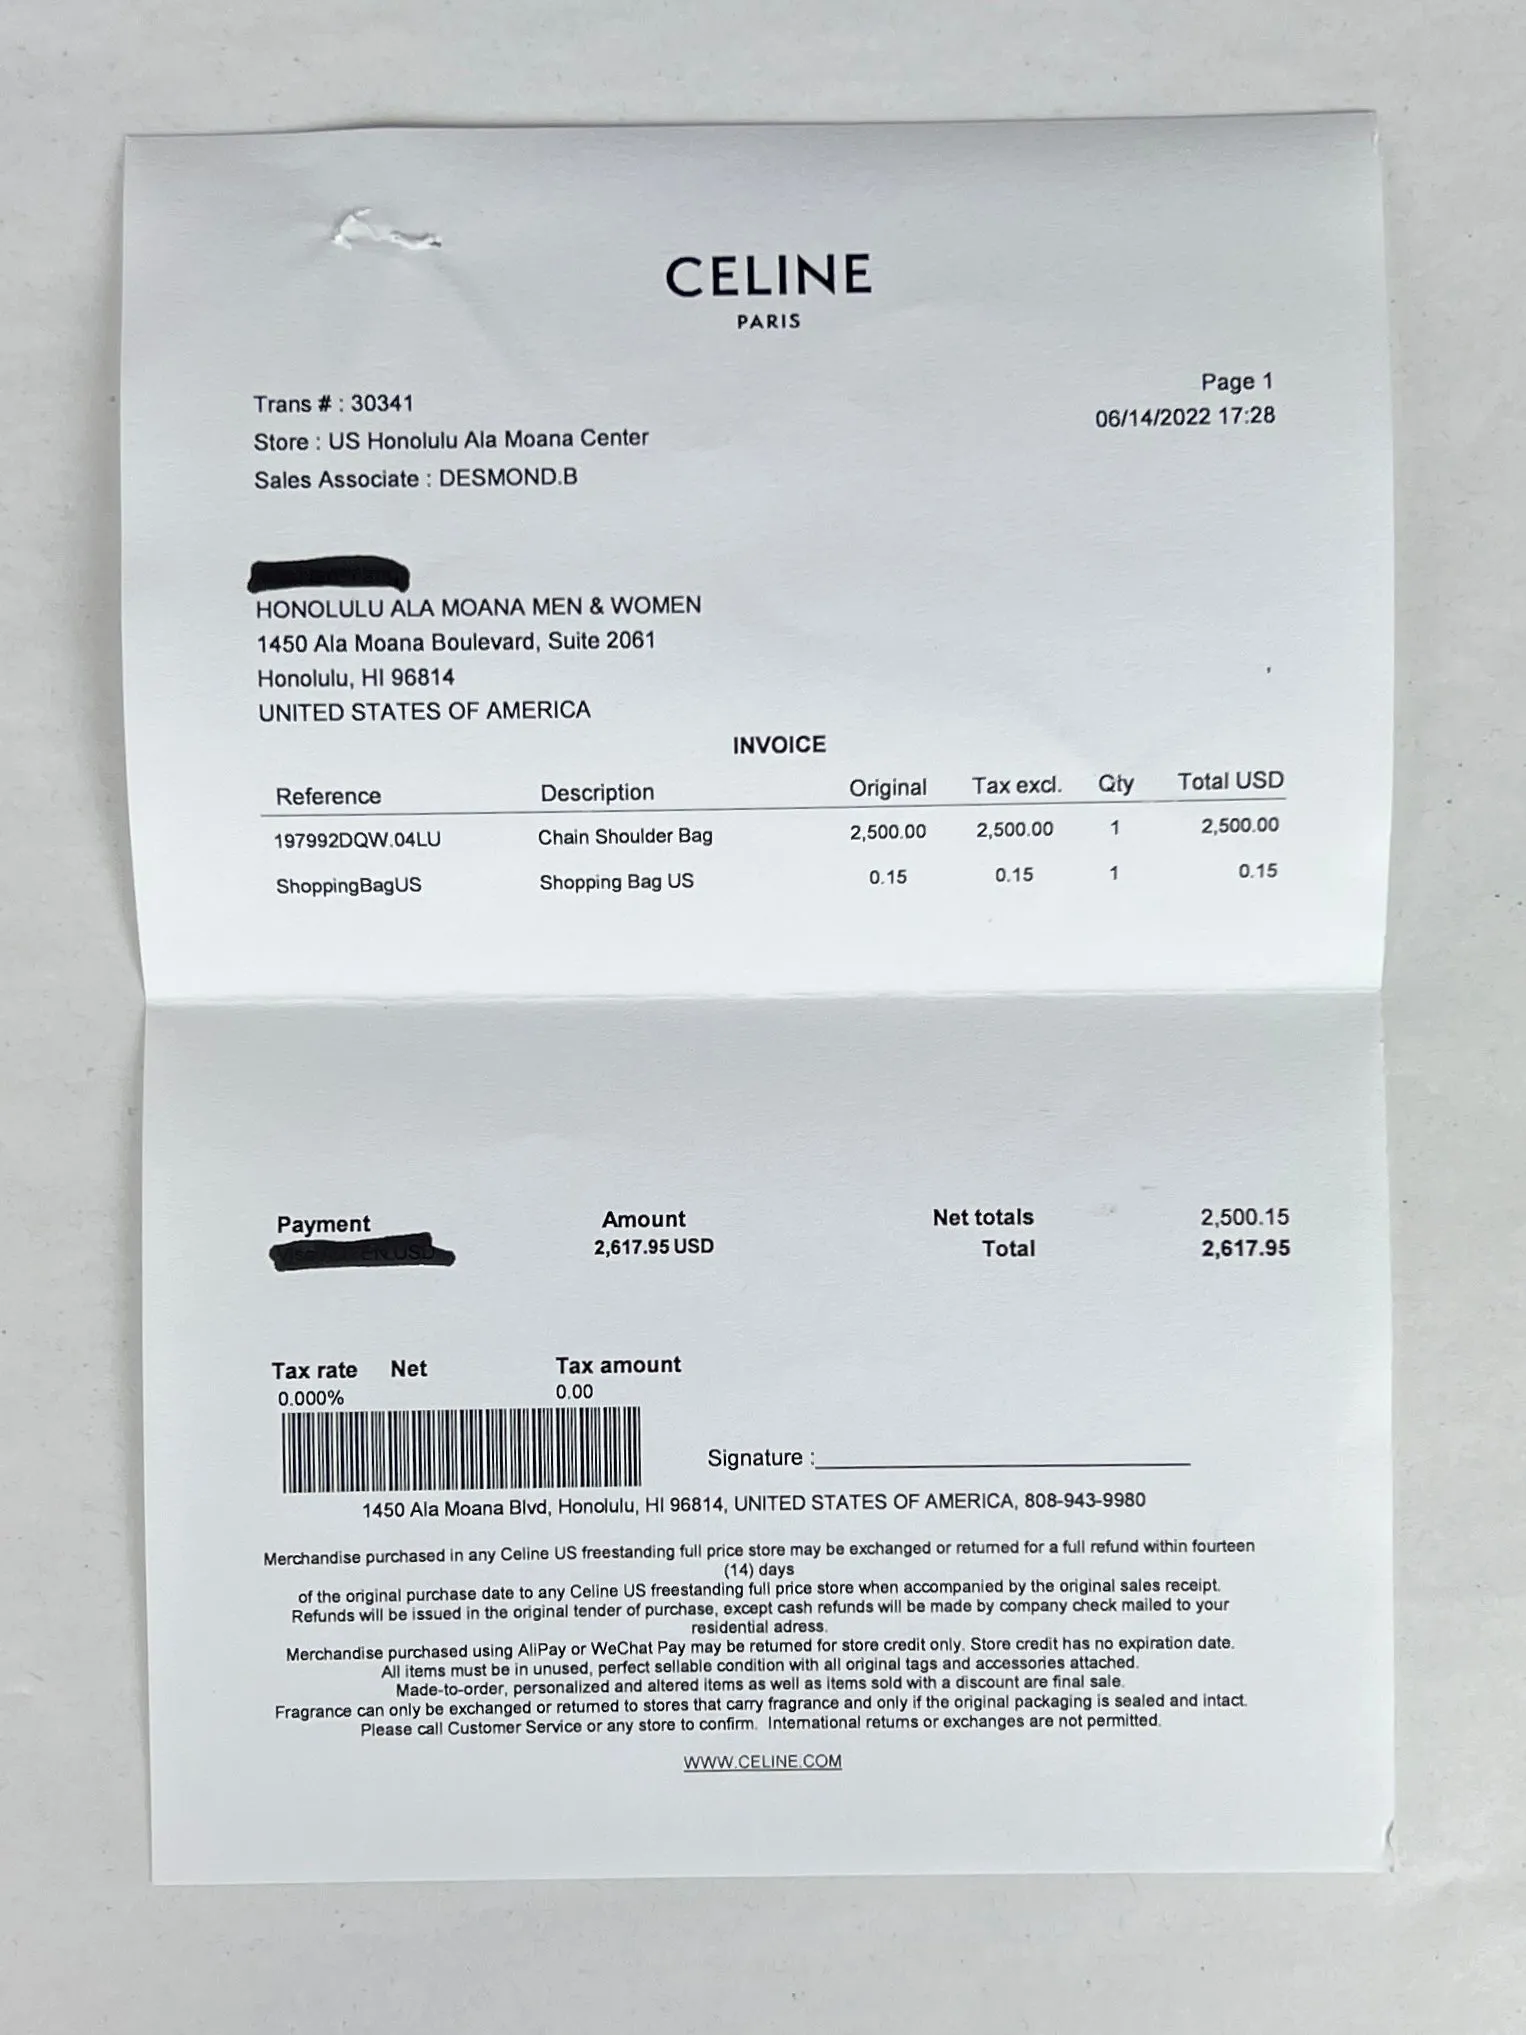 CELINE
PARIS
Page 1
Trans # : 30341
06/14/2022 17:28
Store : US Honolulu Ala Moana Center
Sales Associate : DESMOND.B
HONOLULU ALA MOANA MEN & WOMEN
1450 Ala Moana Boulevard, Suite 2061
Honolulu, HI 96814
UNITED STATES OF AMERICA
INVOICE
Reference Description Original Tax excl. Qty Total USD
197992DQW.04LU Chain Shoulder Bag 2,500.00 2,500.00 1 2,500.00
ShoppingBagUS Shopping Bag US 0.15 0.15 1 0.15
Payment Amount Net totals 2,500.15
2,617.95 USD Total 2,617.95
Tax rate Net Tax amount
0.000% 0.00
Signature :
1450 Ala Moana Blvd, Honolulu, HI 96814, UNITED STATES OF AMERICA, 808-943-9980
Merchandise purchased in any Celine US freestanding full price store may be exchanged or returned for a full refund within fourteen
(14) days
of the original purchase date to any Celine US freestanding full price store when accompanied by the original sales receipt.
Refunds will be issued in the original tender of purchase, except cash refunds will be made by company check mailed to your
residential adress.
Merchandise purchased using AliPay or WeChat Pay may be returned for store credit only. Store credit has no expiration date.
All items must be in unused, perfect sellable condition with all original tags and accessories attached.
Made-to-order, personalized and altered items as well as items sold with a discount are final sale.
Fragrance can only be exchanged or returned to stores that carry fragrance and only if the original packaging is sealed and intact.
Please call Customer Service or any store to confirm. International returns or exchanges are not permitted.
WWW.CELINE.COM